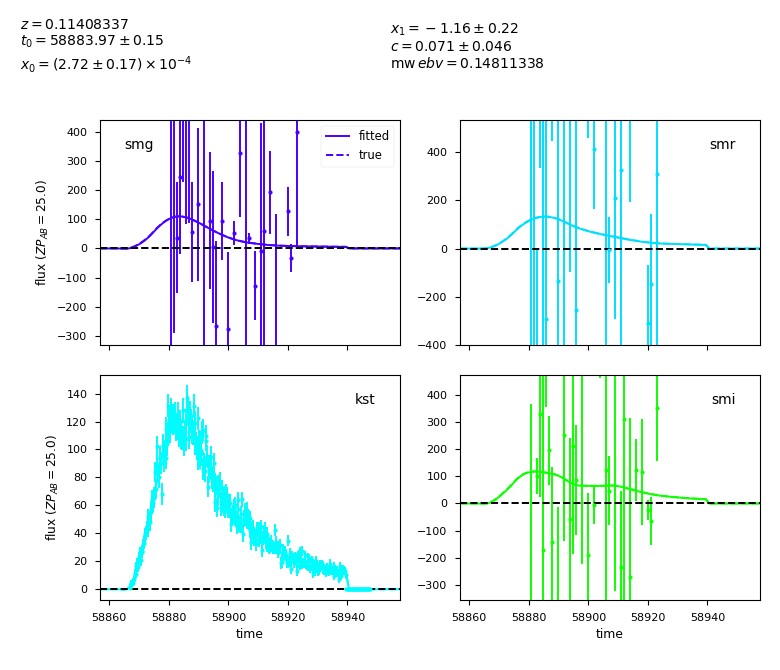 z = 0.11408337
t₀ = 58883.97 ± 0.15
x₀ = (2.72 ± 0.17) × 10⁻⁴
x₁ = −1.16 ± 0.22
c = 0.071 ± 0.046
mw ebv = 0.14811338
smg
fitted
true
flux (ZP_AB = 25.0)
400
300
200
100
0
−100
−200
−300
smr
400
200
0
−200
−400
kst
flux (ZP_AB = 25.0)
140
120
100
80
60
40
20
0
58860 58880 58900 58920 58940
time
smi
400
300
200
100
0
−100
−200
−300
58860 58880 58900 58920 58940
time